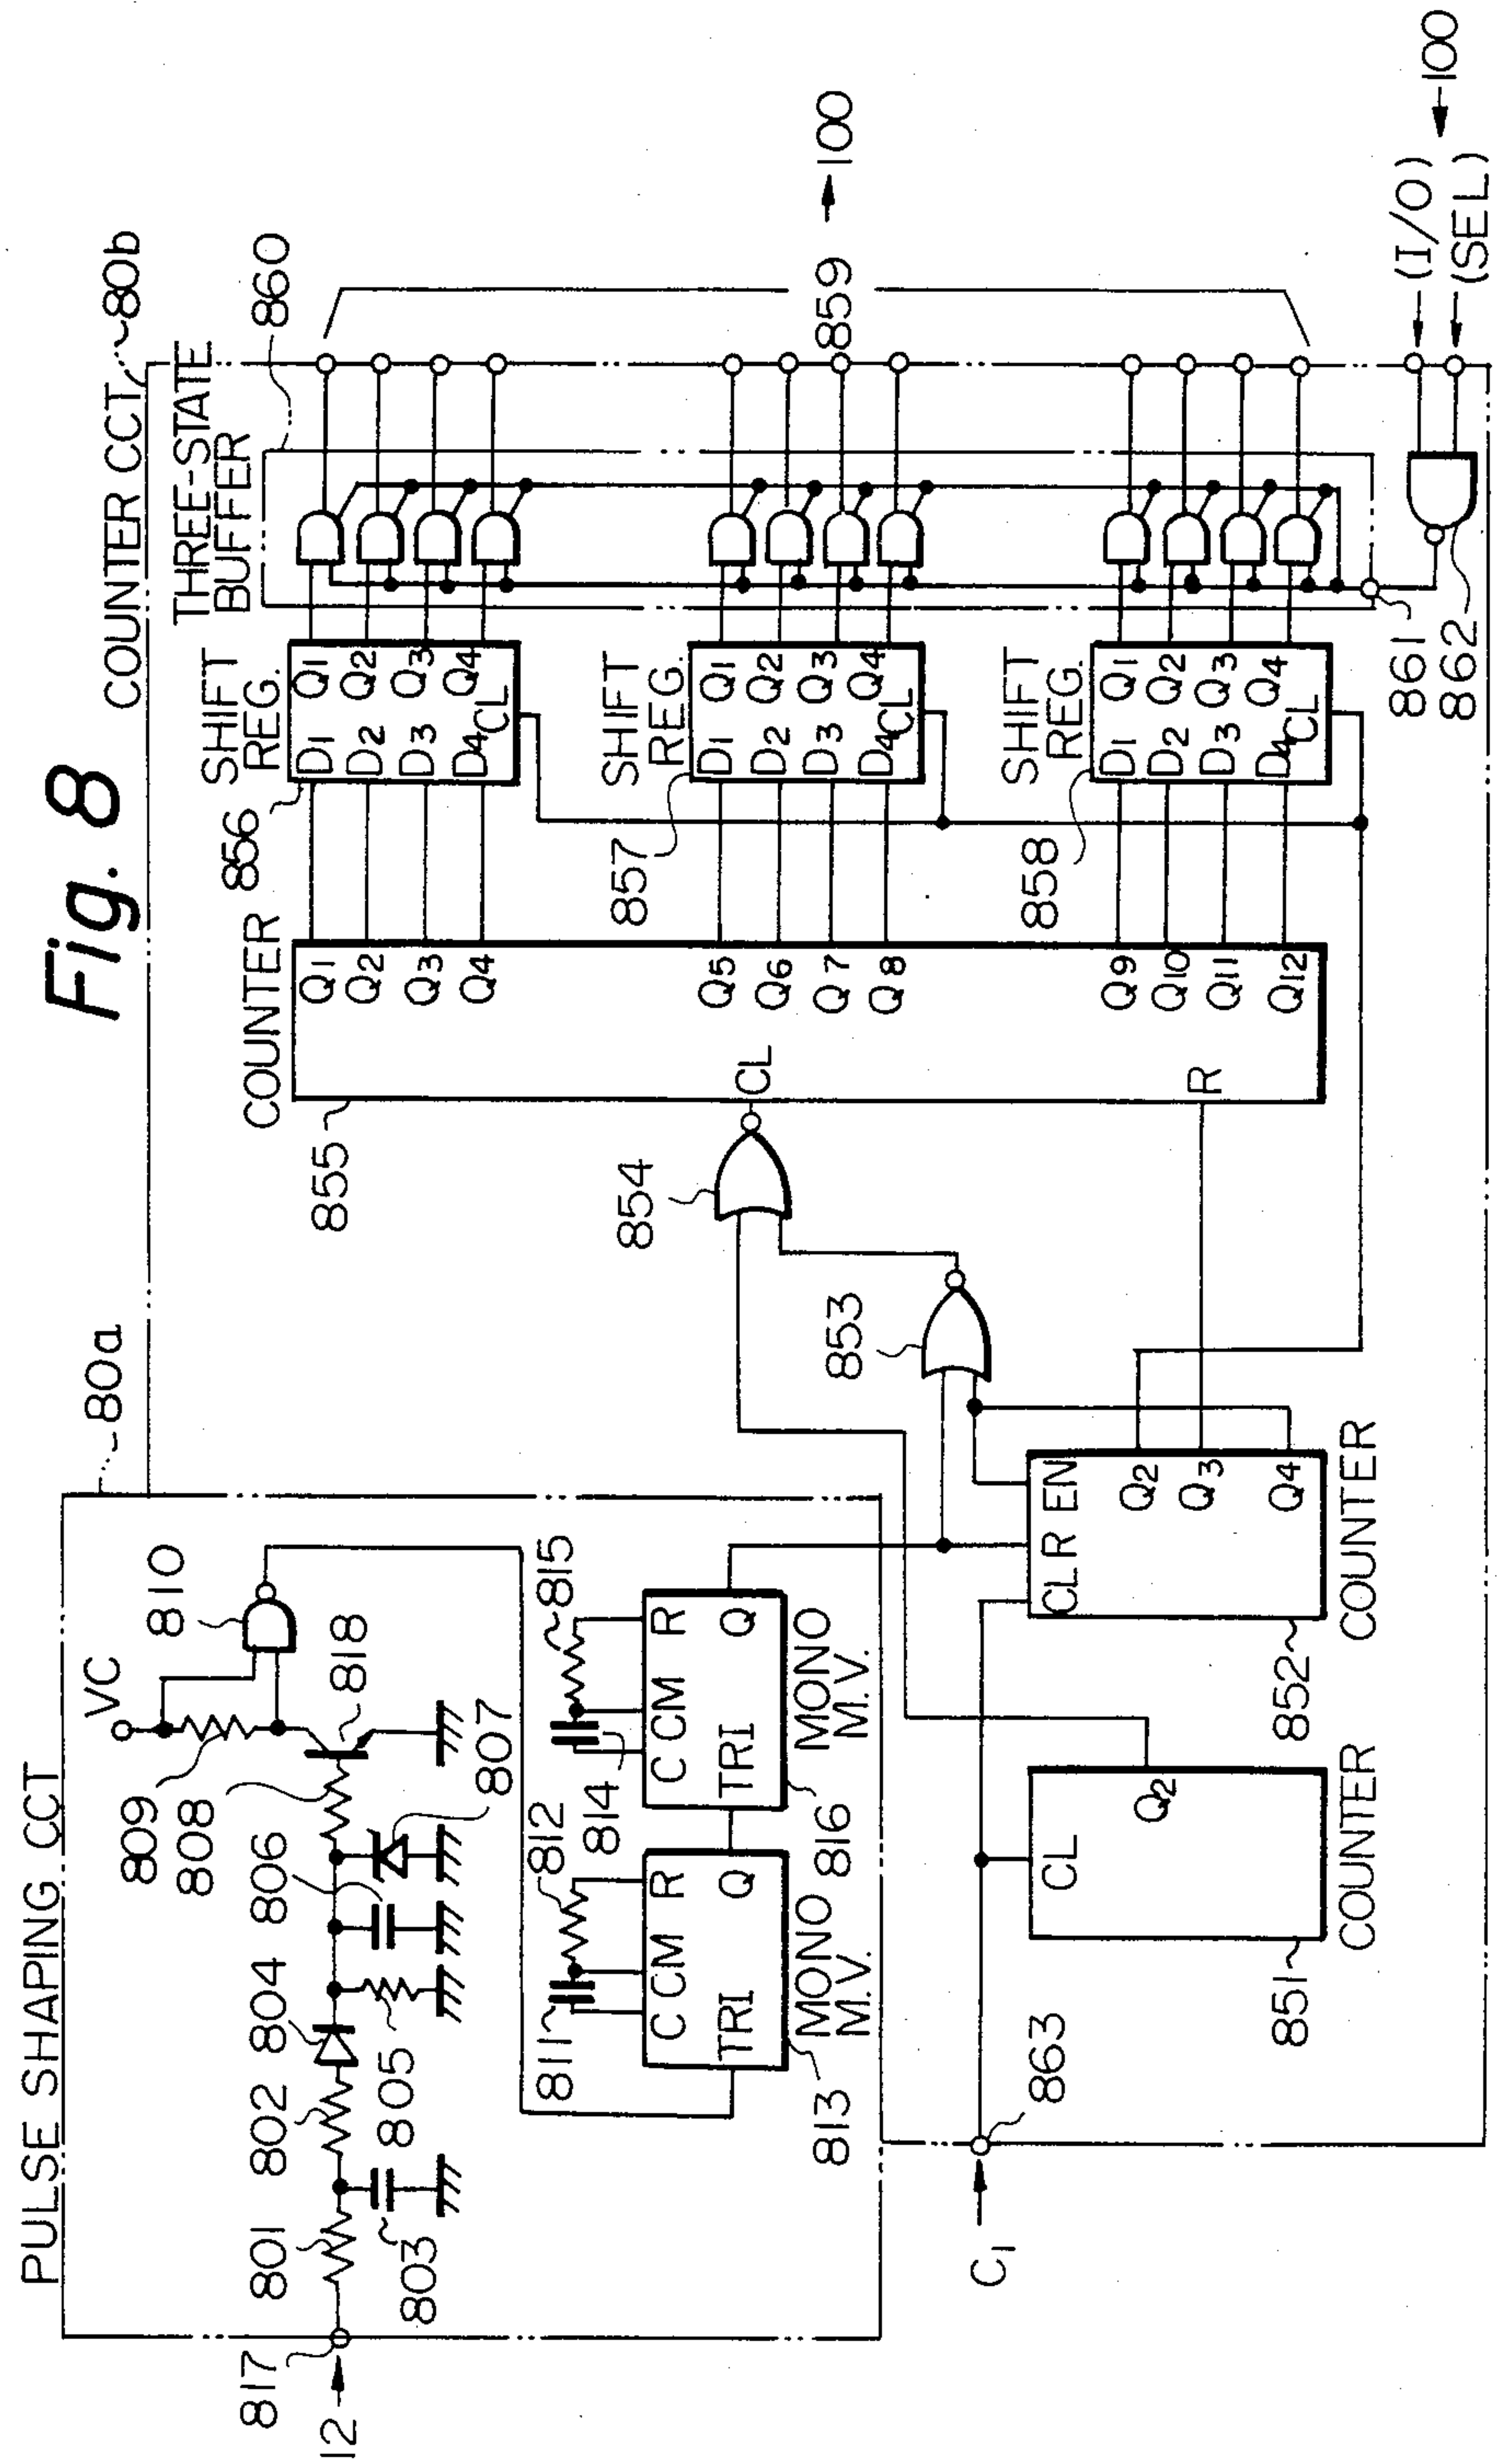 Fig. 8
PULSE SHAPING CCT
80a
COUNTER CCT
80b
THREE-STATE
BUFFER
860
VC
810
809
808
818
807
806
804
805
802
801
803
817
12
815
814
812
811
C CM R
TRI Q
MONO
M.V.
816
C CM R
TRI Q
MONO
M.V.
813
COUNTER
855
CL
R
Q1
Q2
Q3
Q4
Q5
Q6
Q7
Q8
Q9
Q10
Q11
Q12
SHIFT
REG.
856
D1 Q1
D2 Q2
D3 Q3
D4 Q4
CL
SHIFT
REG.
857
D1 Q1
D2 Q2
D3 Q3
D4 Q4
CL
SHIFT
REG.
858
D1 Q1
D2 Q2
D3 Q3
D4 Q4
CL
859
100
854
853
CL R EN
Q2
Q3
Q4
852
COUNTER
CL
Q2
851
COUNTER
863
C1
861
862
(I/O)
(SEL)
100